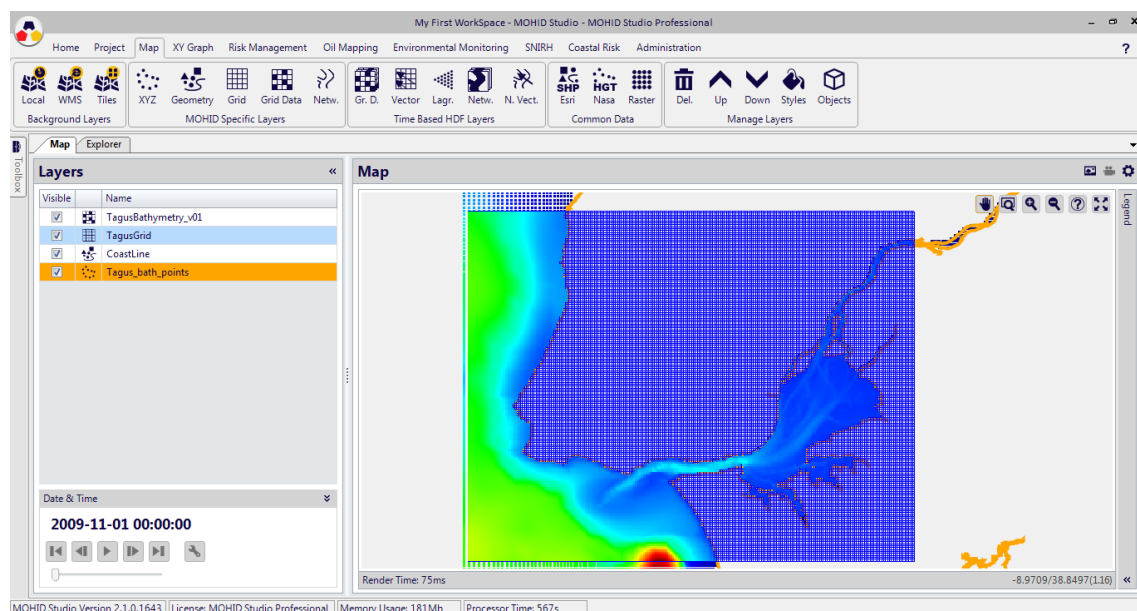 My First WorkSpace - MOHID Studio - MOHID Studio Professional
Home Project Map XY Graph Risk Management Oil Mapping Environmental Monitoring SNIRH Coastal Risk Administration ?
SHP HGT
Local WMS Tiles XYZ Geometry Grid Grid Data Netw. Gr. D. Vector Lagr. Netw. N. Vect. Esri Nasa Raster Del. Up Down Styles Objects
Background Layers MOHID Specific Layers Time Based HDF Layers Common Data Manage Layers
Toolbox
Map Explorer
Layers «
Map
Visible Name
TagusBathymetry_v01
TagusGrid
CoastLine
Tagus_bath_points
Legend
Date & Time
2009-11-01 00:00:00
Render Time: 75ms
-8.9709/38.8497(1.16) «
MOHID Studio Version 2.1.0.1643 License: MOHID Studio Professional Memory Usage: 181Mb Processor Time: 567s